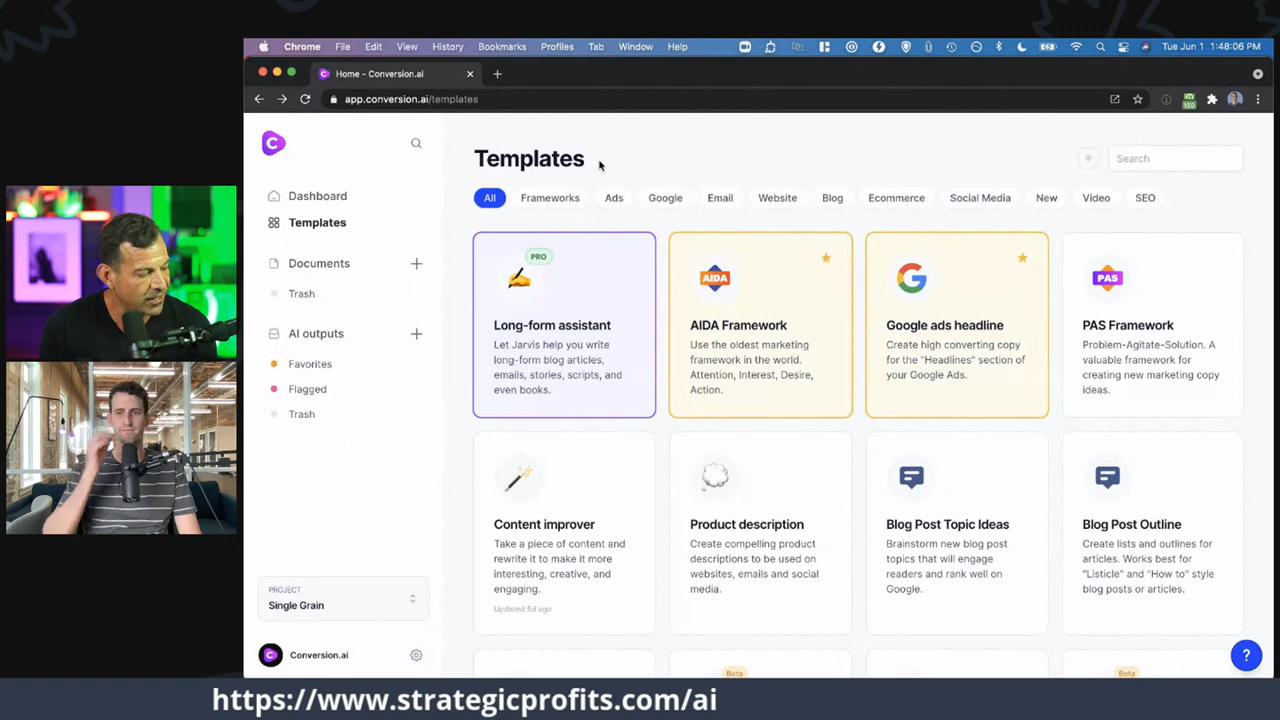 Chrome File Edit View History Bookmarks Profiles Tab Window Help
Tue Jun 1 1:48:06 PM
Home - Conversion.ai
app.conversion.ai/templates
150
C
Dashboard
Templates
Documents
Trash
AI outputs
Favorites
Flagged
Trash
PROJECT
Single Grain
Conversion.ai
Templates
Search
All Frameworks Ads Google Email Website Blog Ecommerce Social Media New Video SEO
PRO
Long-form assistant
Let Jarvis help you write
long-form blog articles,
emails, stories, scripts, and
even books.
AIDA
AIDA Framework
Use the oldest marketing
framework in the world.
Attention, Interest, Desire,
Action.
G
Google ads headline
Create high converting copy
for the "Headlines" section of
your Google Ads.
PAS
PAS Framework
Problem-Agitate-Solution. A
valuable framework for
creating new marketing copy
ideas.
Content improver
Take a piece of content and
rewrite it to make it more
interesting, creative, and
engaging.
Updated 5d ago
Product description
Create compelling product
descriptions to be used on
websites, emails and social
media.
Blog Post Topic Ideas
Brainstorm new blog post
topics that will engage
readers and rank well on
Google.
Blog Post Outline
Create lists and outlines for
articles. Works best for
"Listicle" and "How to" style
blog posts or articles.
Beta
Beta
?
https://www.strategicprofits.com/ai